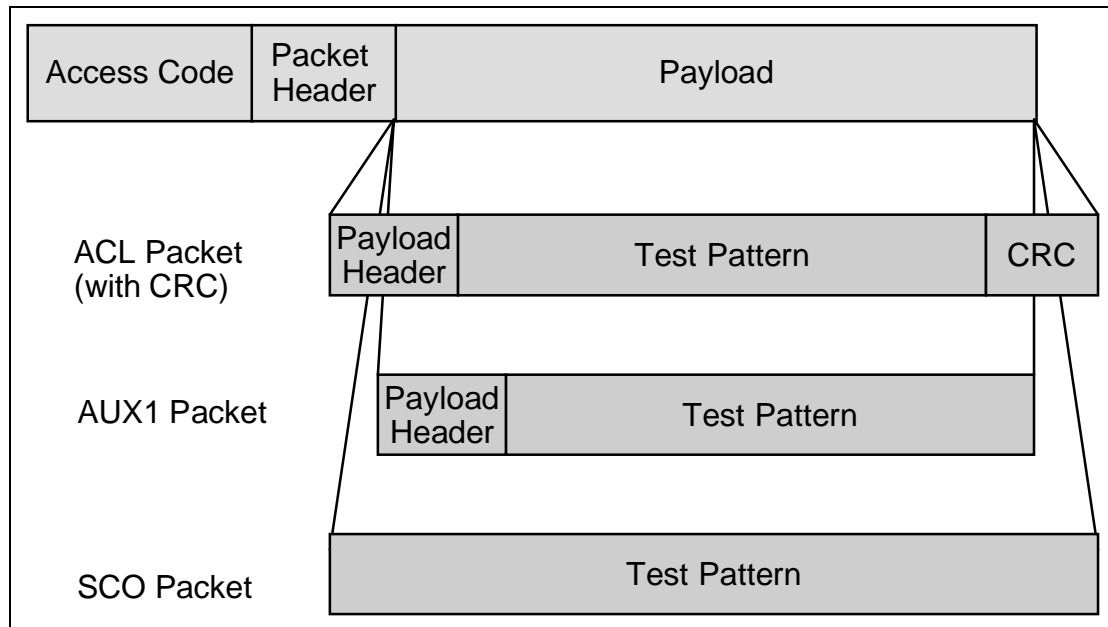 Access Code
Packet
Header
Payload
ACL Packet
(with CRC)
Payload
Header
Test Pattern
CRC
AUX1 Packet
Payload
Header
Test Pattern
SCO Packet
Test Pattern